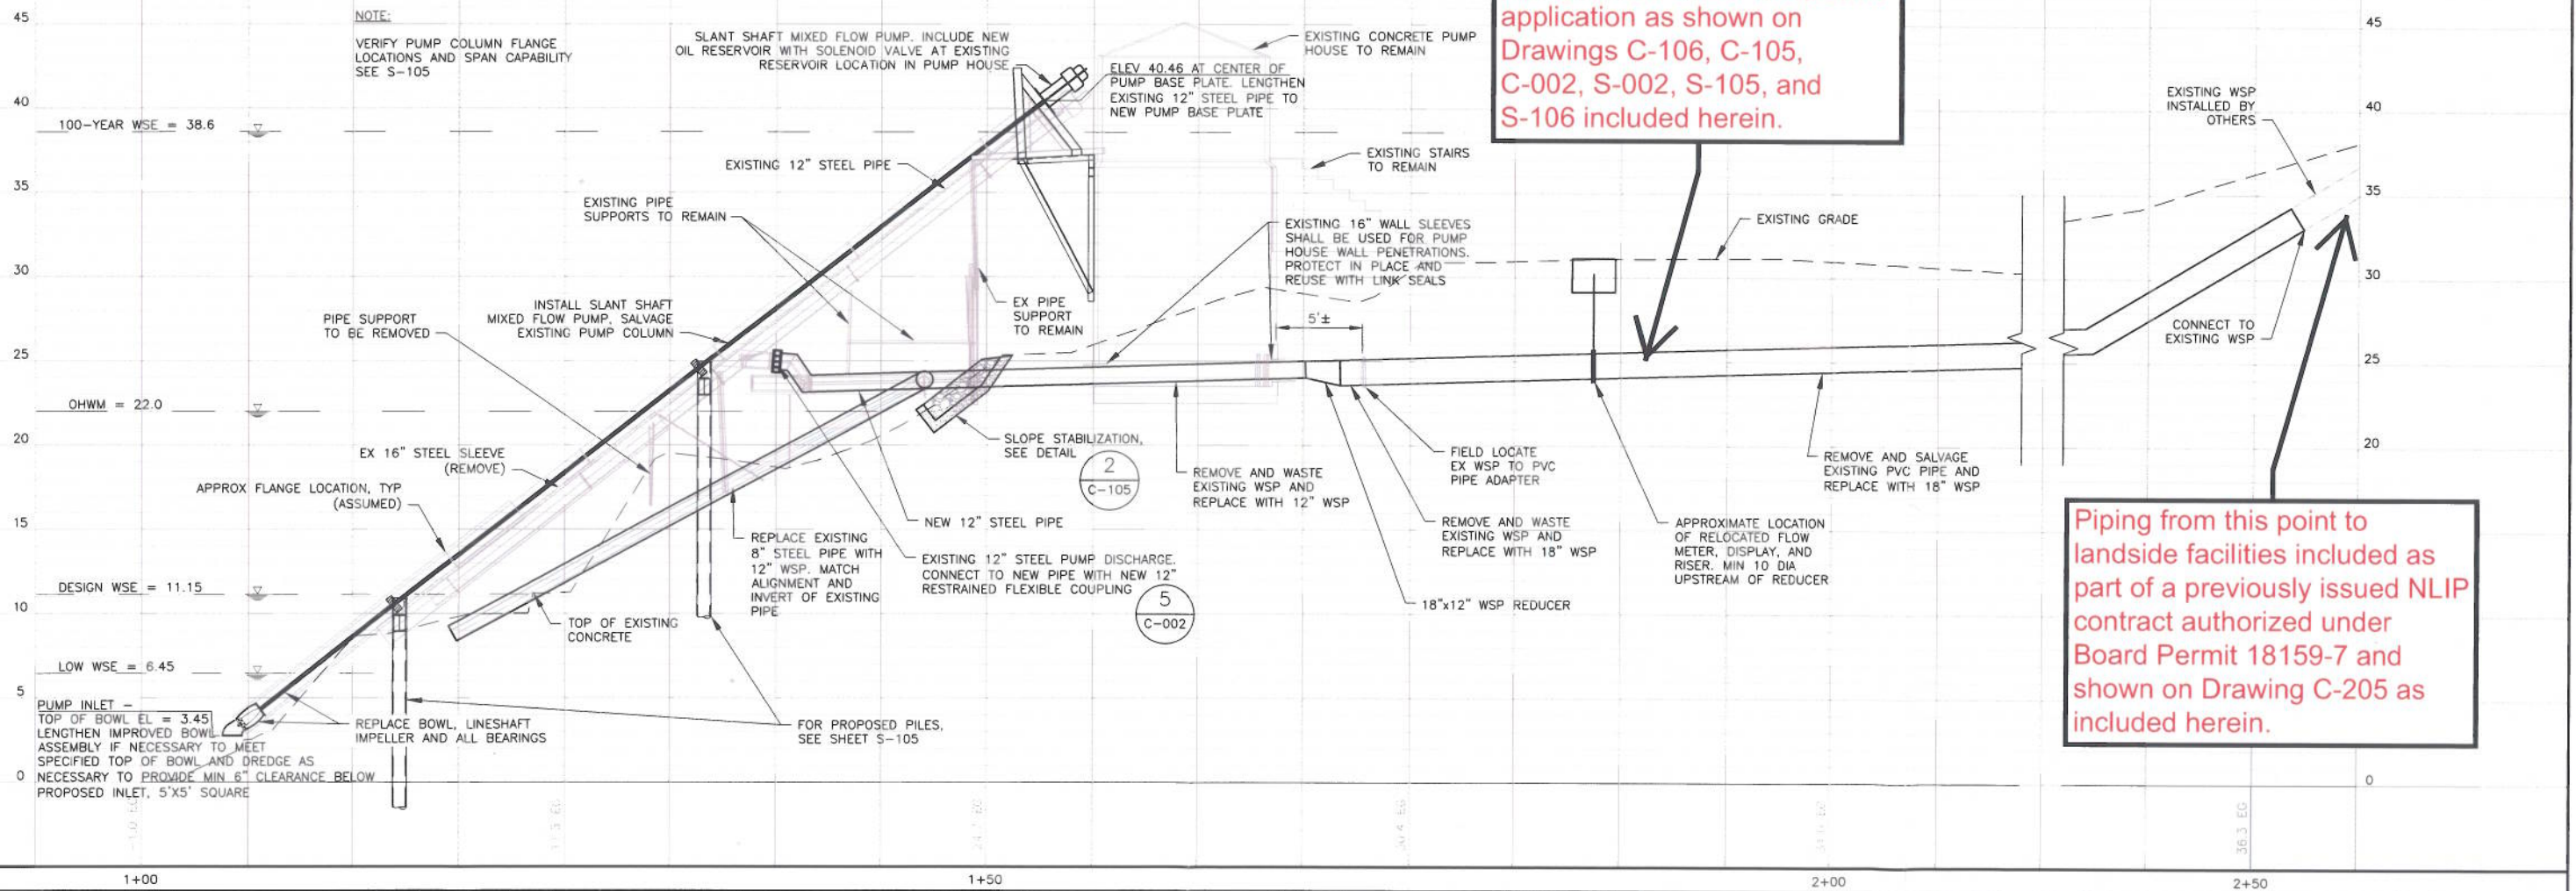 45
NOTE:
VERIFY PUMP COLUMN FLANGE
LOCATIONS AND SPAN CAPABILITY
SEE S-105
SLANT SHAFT MIXED FLOW PUMP. INCLUDE NEW
OIL RESERVOIR WITH SOLENOID VALVE AT EXISTING
RESERVOIR LOCATION IN PUMP HOUSE
EXISTING CONCRETE PUMP
HOUSE TO REMAIN
application as shown on
Drawings C-106, C-105,
C-002, S-002, S-105, and
S-106 included herein.
45
ELEV 40.46 AT CENTER OF
PUMP BASE PLATE. LENGTHEN
EXISTING 12" STEEL PIPE TO
NEW PUMP BASE PLATE
40
EXISTING WSP
INSTALLED BY
OTHERS
40
100-YEAR WSE = 38.6
EXISTING 12" STEEL PIPE
EXISTING STAIRS
TO REMAIN
35
35
EXISTING PIPE
SUPPORTS TO REMAIN
EXISTING 16" WALL SLEEVES
SHALL BE USED FOR PUMP
HOUSE WALL PENETRATIONS.
PROTECT IN PLACE AND
REUSE WITH LINK SEALS
EXISTING GRADE
30
30
INSTALL SLANT SHAFT
MIXED FLOW PUMP, SALVAGE
EXISTING PUMP COLUMN
PIPE SUPPORT
TO BE REMOVED
EX PIPE
SUPPORT
TO REMAIN
5'±
CONNECT TO
EXISTING WSP
25
25
OHWM = 22.0
20
20
EX 16" STEEL SLEEVE
(REMOVE)
SLOPE STABILIZATION,
SEE DETAIL
2
C-105
REMOVE AND WASTE
EXISTING WSP AND
REPLACE WITH 12" WSP
FIELD LOCATE
EX WSP TO PVC
PIPE ADAPTER
REMOVE AND SALVAGE
EXISTING PVC PIPE AND
REPLACE WITH 18" WSP
APPROX FLANGE LOCATION, TYP
(ASSUMED)
15
NEW 12" STEEL PIPE
REMOVE AND WASTE
EXISTING WSP AND
REPLACE WITH 18" WSP
APPROXIMATE LOCATION
OF RELOCATED FLOW
METER, DISPLAY, AND
RISER. MIN 10 DIA
UPSTREAM OF REDUCER
Piping from this point to
landside facilities included as
part of a previously issued NLIP
contract authorized under
Board Permit 18159-7 and
shown on Drawing C-205 as
included herein.
REPLACE EXISTING
8" STEEL PIPE WITH
12" WSP. MATCH
ALIGNMENT AND
INVERT OF EXISTING
PIPE
EXISTING 12" STEEL PUMP DISCHARGE.
CONNECT TO NEW PIPE WITH NEW 12"
RESTRAINED FLEXIBLE COUPLING
5
C-002
DESIGN WSE = 11.15
10
18"x12" WSP REDUCER
TOP OF EXISTING
CONCRETE
LOW WSE = 6.45
5
PUMP INLET –
TOP OF BOWL EL = 3.45
LENGTHEN IMPROVED BOWL
ASSEMBLY IF NECESSARY TO MEET
SPECIFIED TOP OF BOWL AND DREDGE AS
NECESSARY TO PROVIDE MIN 6" CLEARANCE BELOW
PROPOSED INLET, 5'X5' SQUARE
REPLACE BOWL, LINESHAFT
IMPELLER AND ALL BEARINGS
FOR PROPOSED PILES,
SEE SHEET S-105
0
0
36.3 EG
1+00
1+50
2+00
2+50